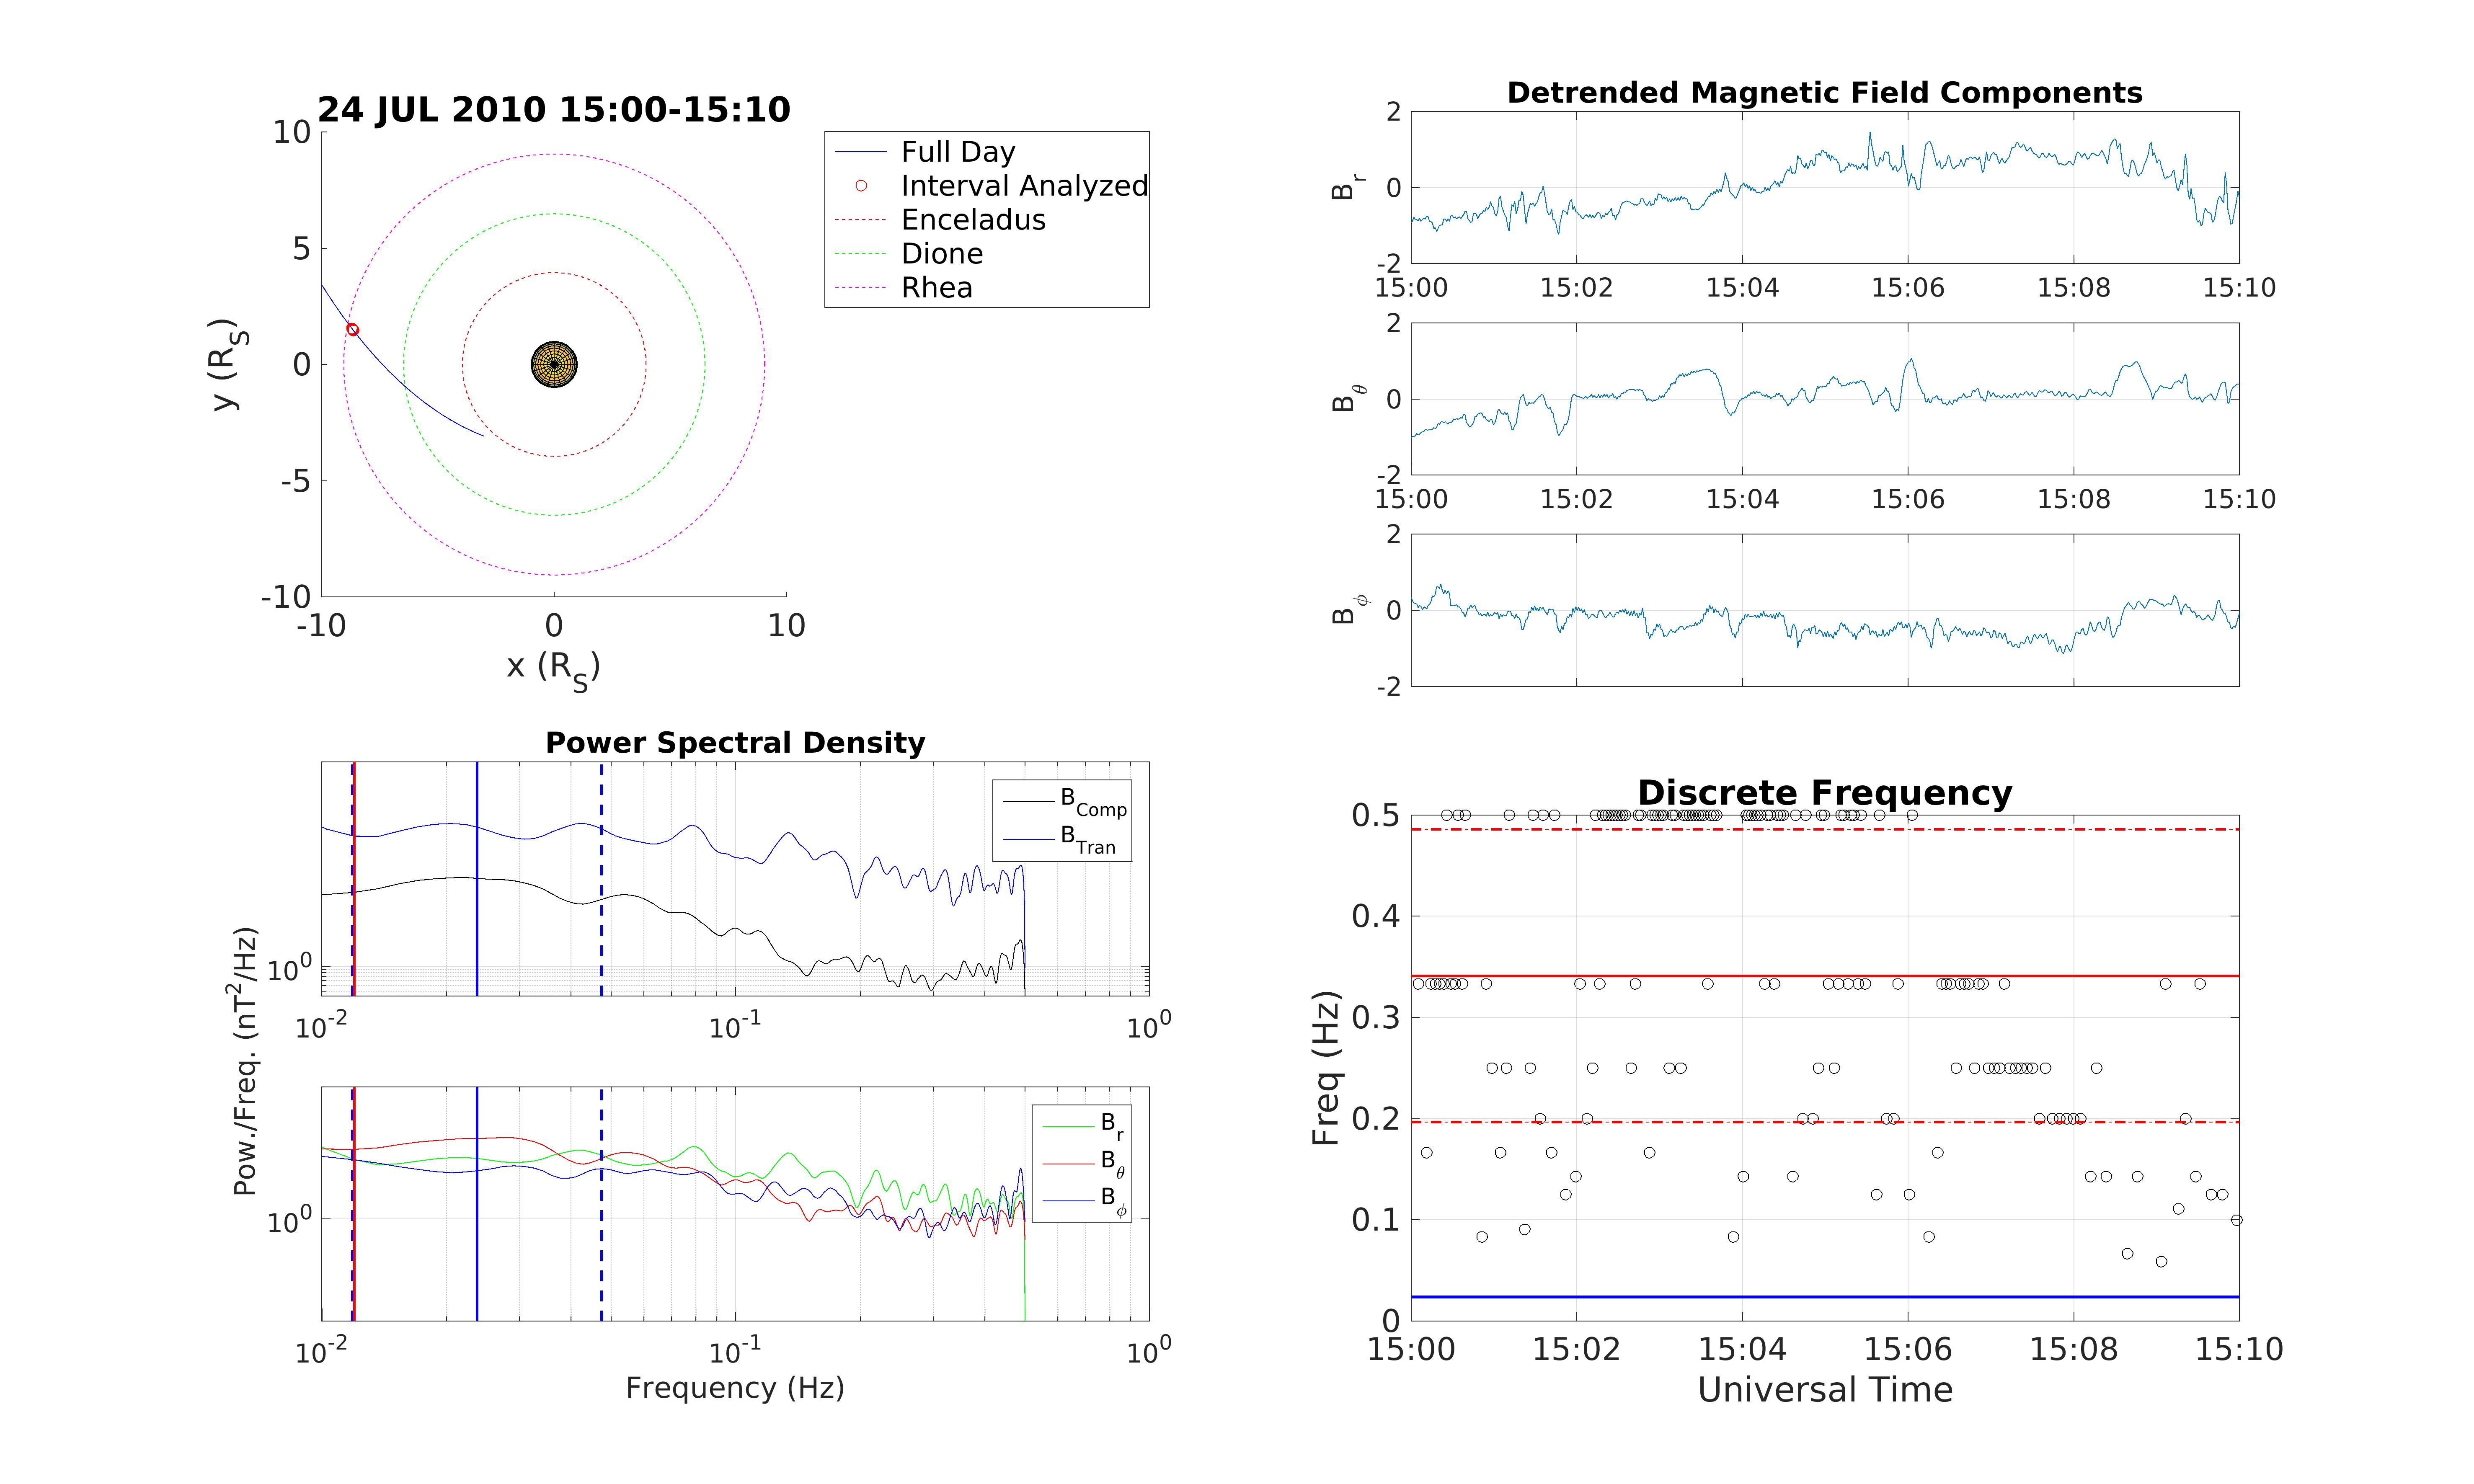 24 JUL 2010 15:00-15:10
10
5
0
-5
-10
-10 0 10
y (R_S)
x (R_S)
Full Day
Interval Analyzed
Enceladus
Dione
Rhea
Detrended Magnetic Field Components
2
0
-2
B_r
15:00 15:02 15:04 15:06 15:08 15:10
2
0
-2
B_θ
15:00 15:02 15:04 15:06 15:08 15:10
2
0
-2
B_ϕ
Power Spectral Density
B_Comp
B_Tran
10^0
10^-2 10^-1 10^0
Pow./Freq. (nT^2/Hz)
B_r
B_θ
B_ϕ
10^0
10^-2 10^-1 10^0
Frequency (Hz)
Discrete Frequency
0.5
0.4
0.3
0.2
0.1
0
Freq (Hz)
15:00 15:02 15:04 15:06 15:08 15:10
Universal Time